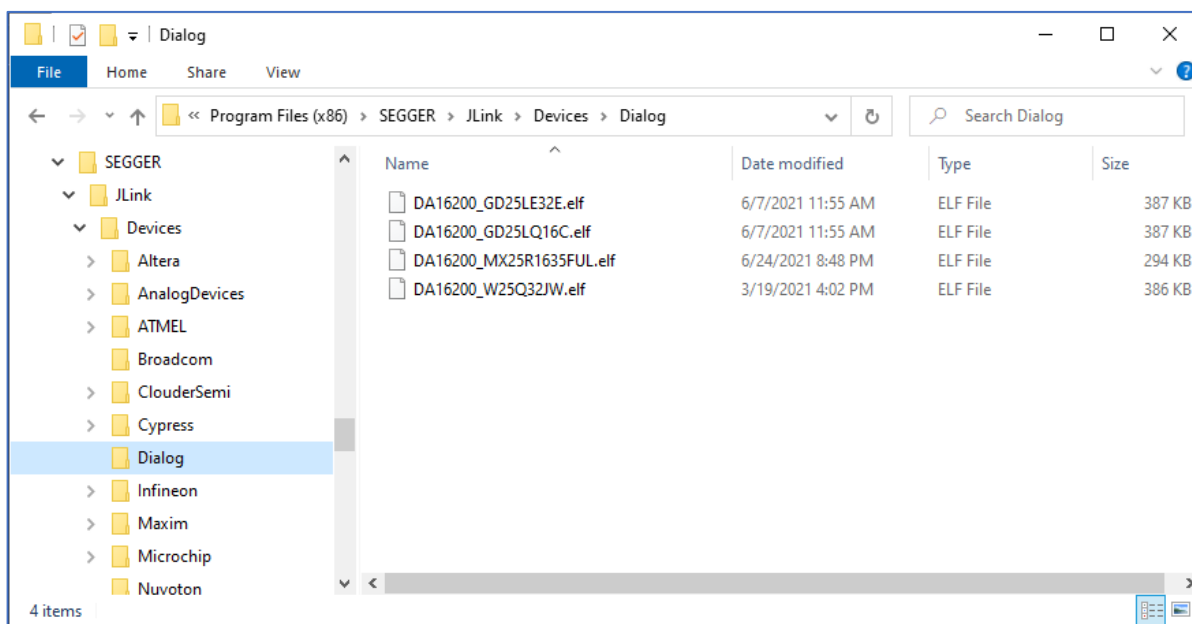 Dialog
File Home Share View
« Program Files (x86) > SEGGER > JLink > Devices > Dialog
Search Dialog
SEGGER
JLink
Devices
Altera
AnalogDevices
ATMEL
Broadcom
ClouderSemi
Cypress
Dialog
Infineon
Maxim
Microchip
Nuvoton
Name Date modified Type Size
DA16200_GD25LE32E.elf 6/7/2021 11:55 AM ELF File 387 KB
DA16200_GD25LQ16C.elf 6/7/2021 11:55 AM ELF File 387 KB
DA16200_MX25R1635FUL.elf 6/24/2021 8:48 PM ELF File 294 KB
DA16200_W25Q32JW.elf 3/19/2021 4:02 PM ELF File 386 KB
4 items